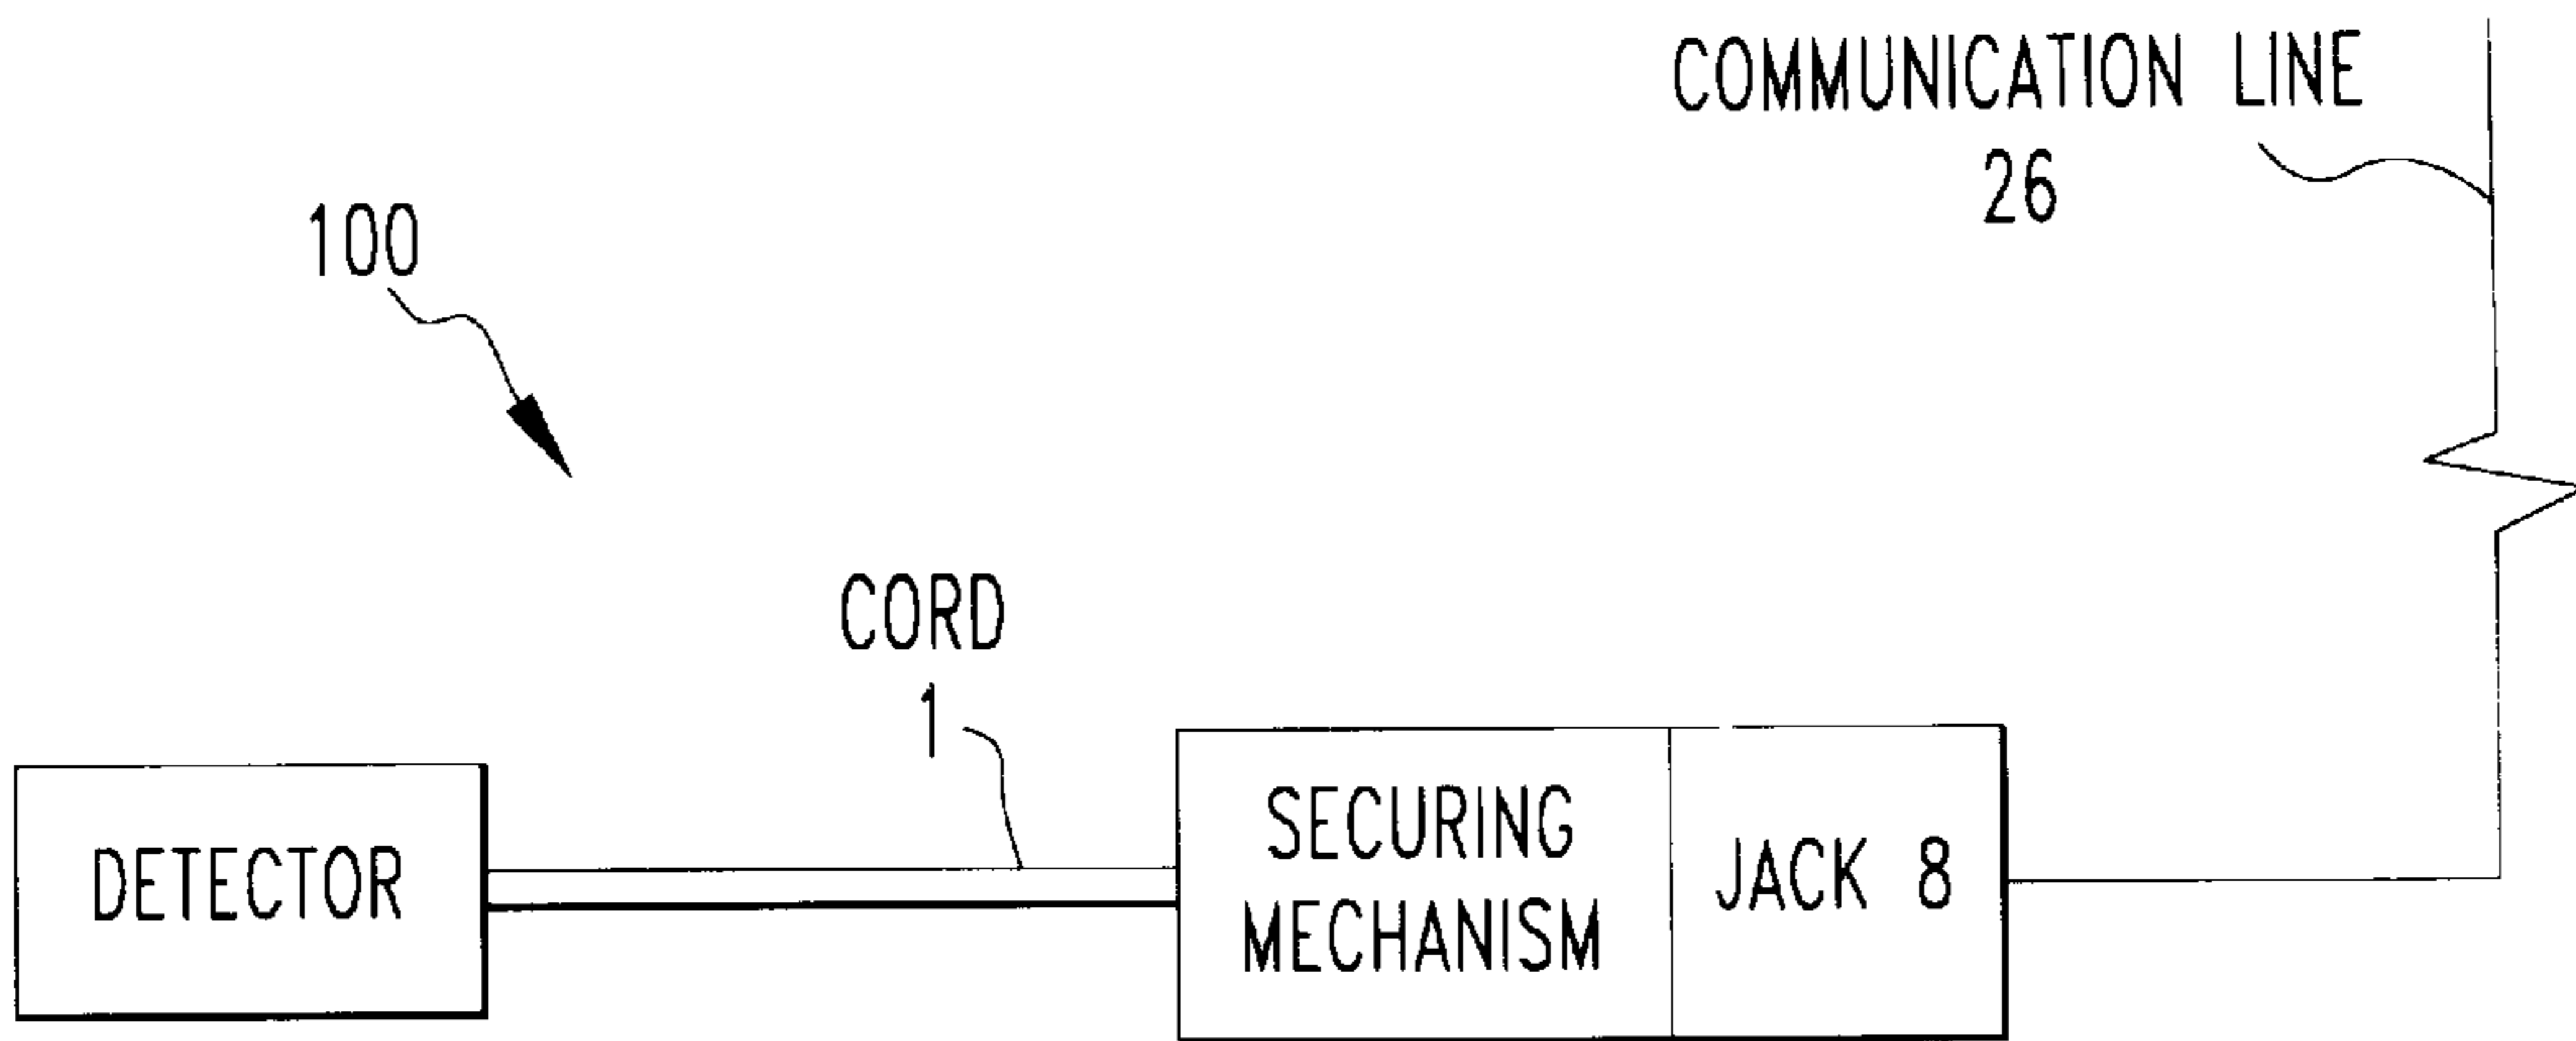 COMMUNICATION LINE
26
100
CORD
1
DETECTOR
SECURING
MECHANISM
JACK 8